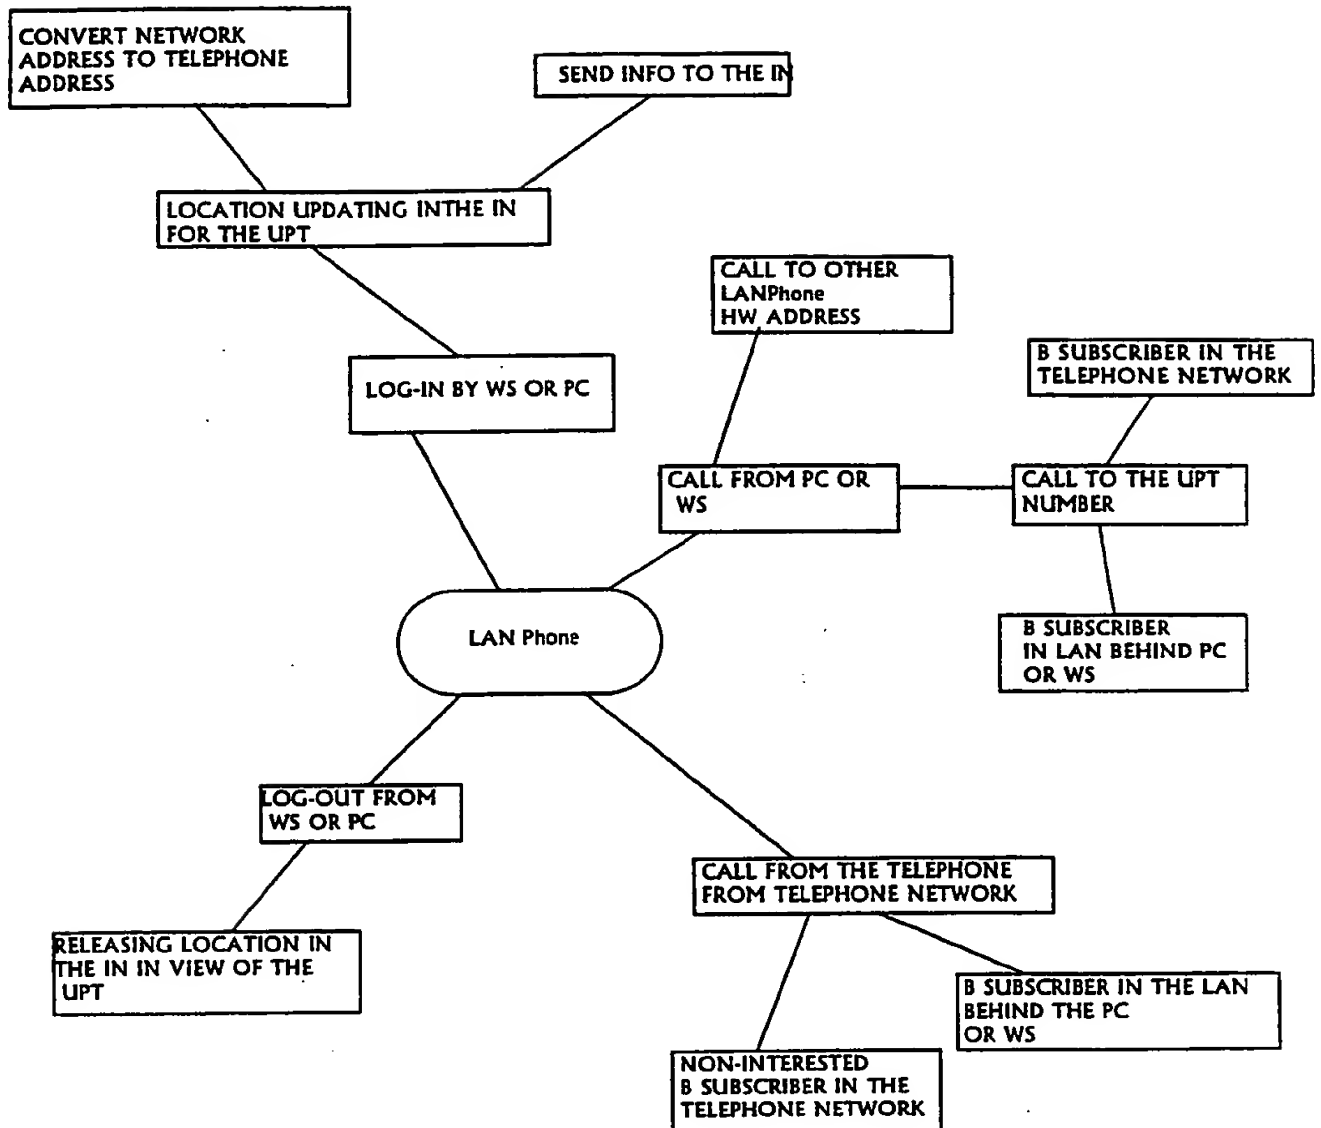 CONVERT NETWORK
ADDRESS TO TELEPHONE
ADDRESS
SEND INFO TO THE IN
LOCATION UPDATING INTHE IN
FOR THE UPT
CALL TO OTHER
LANPhone
HW ADDRESS
B SUBSCRIBER IN THE
TELEPHONE NETWORK
LOG-IN BY WS OR PC
CALL FROM PC OR
WS
CALL TO THE UPT
NUMBER
LAN Phone
B SUBSCRIBER
IN LAN BEHIND PC
OR WS
LOG-OUT FROM
WS OR PC
CALL FROM THE TELEPHONE
FROM TELEPHONE NETWORK
RELEASING LOCATION IN
THE IN IN VIEW OF THE
UPT
B SUBSCRIBER IN THE LAN
BEHIND THE PC
OR WS
NON-INTERESTED
B SUBSCRIBER IN THE
TELEPHONE NETWORK